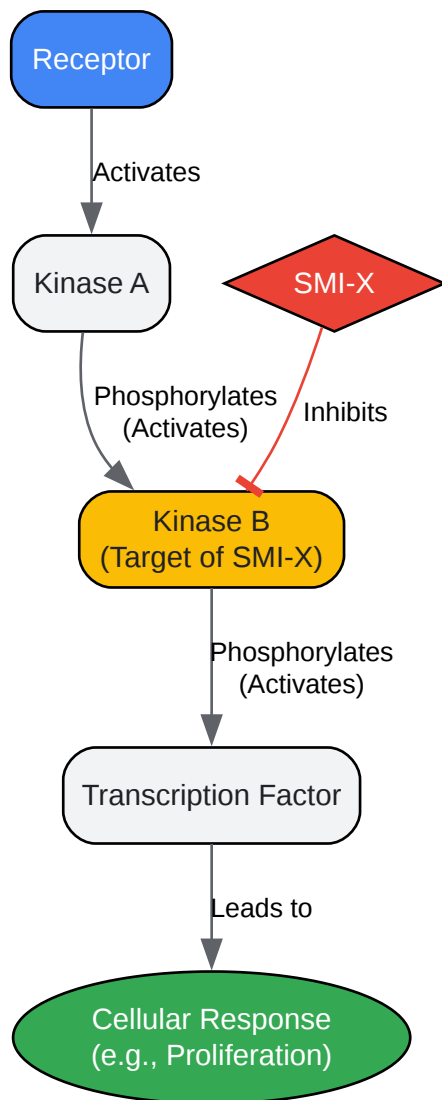 Receptor
Activates
Kinase A
SMI-X
Phosphorylates
(Activates)
Inhibits
Kinase B
(Target of SMI-X)
Phosphorylates
(Activates)
Transcription Factor
Leads to
Cellular Response
(e.g., Proliferation)